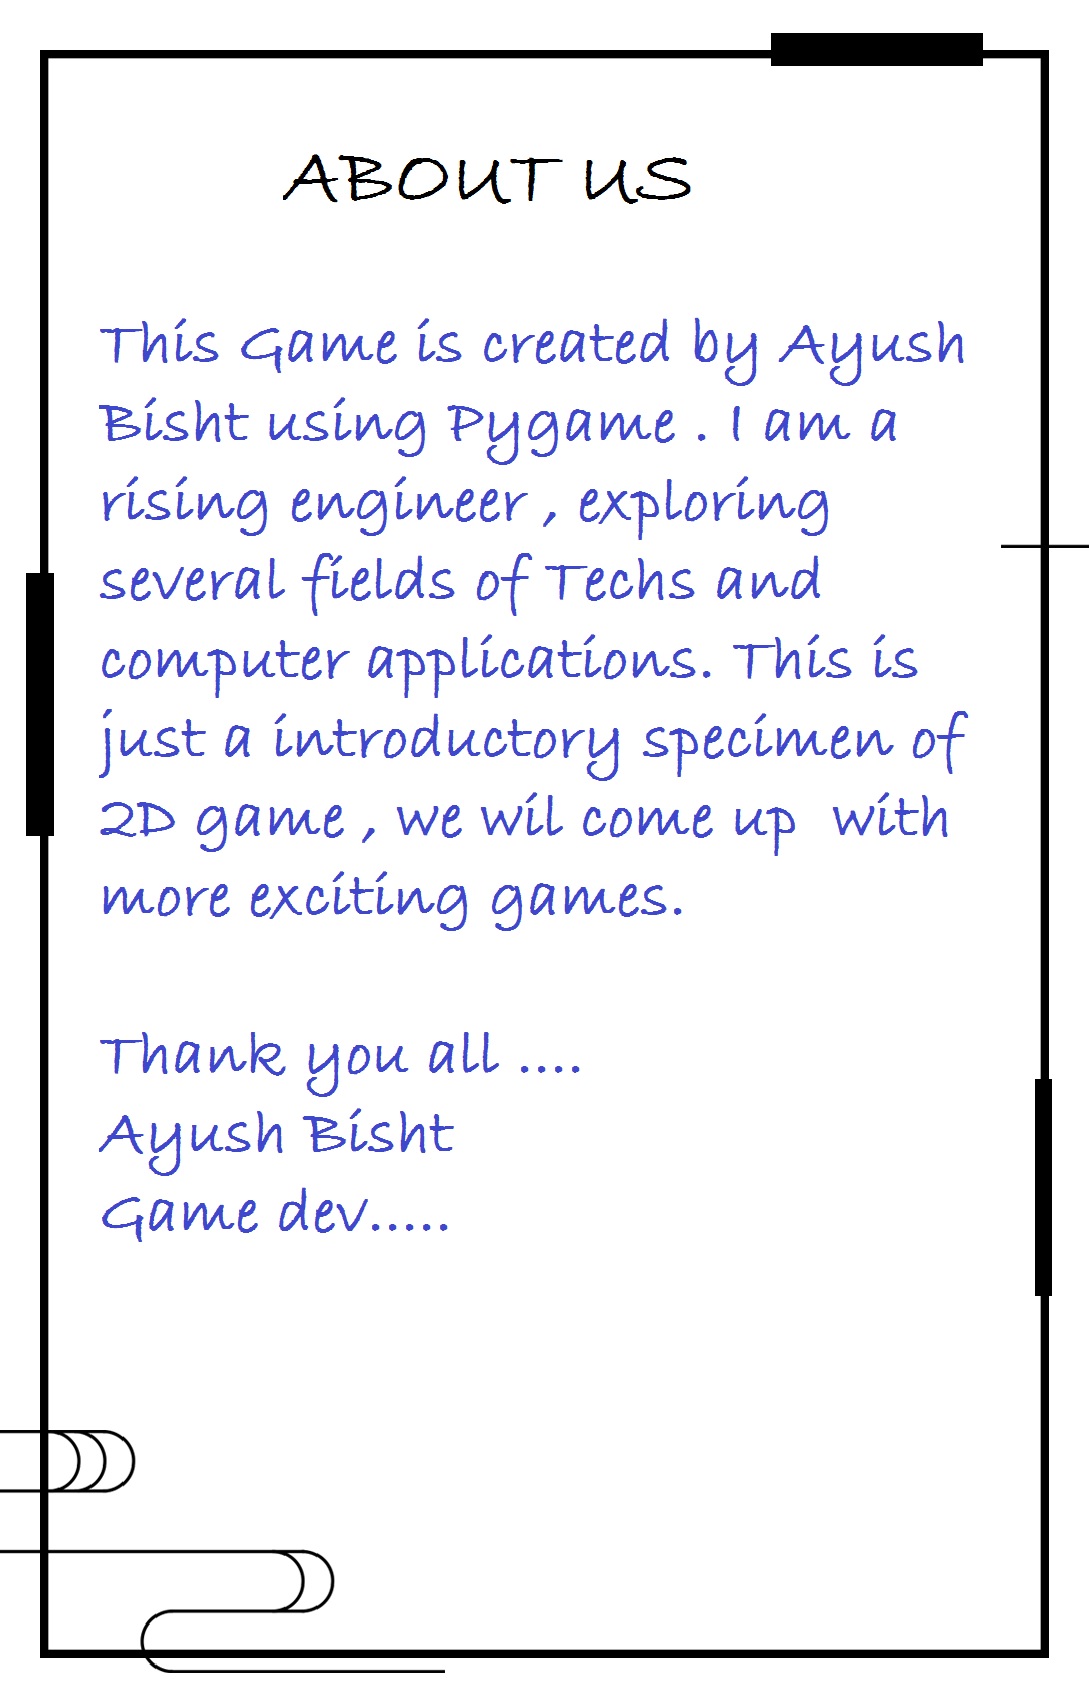 ABOUT US
This Game is created by Ayush
Bisht using Pygame . I am a
rising engineer , exploring
several fields of Techs and
computer applications. This is
just a introductory specimen of
2D game , we wil come up  with
more exciting games.
Thank you all ....
Ayush Bisht
Game dev.....